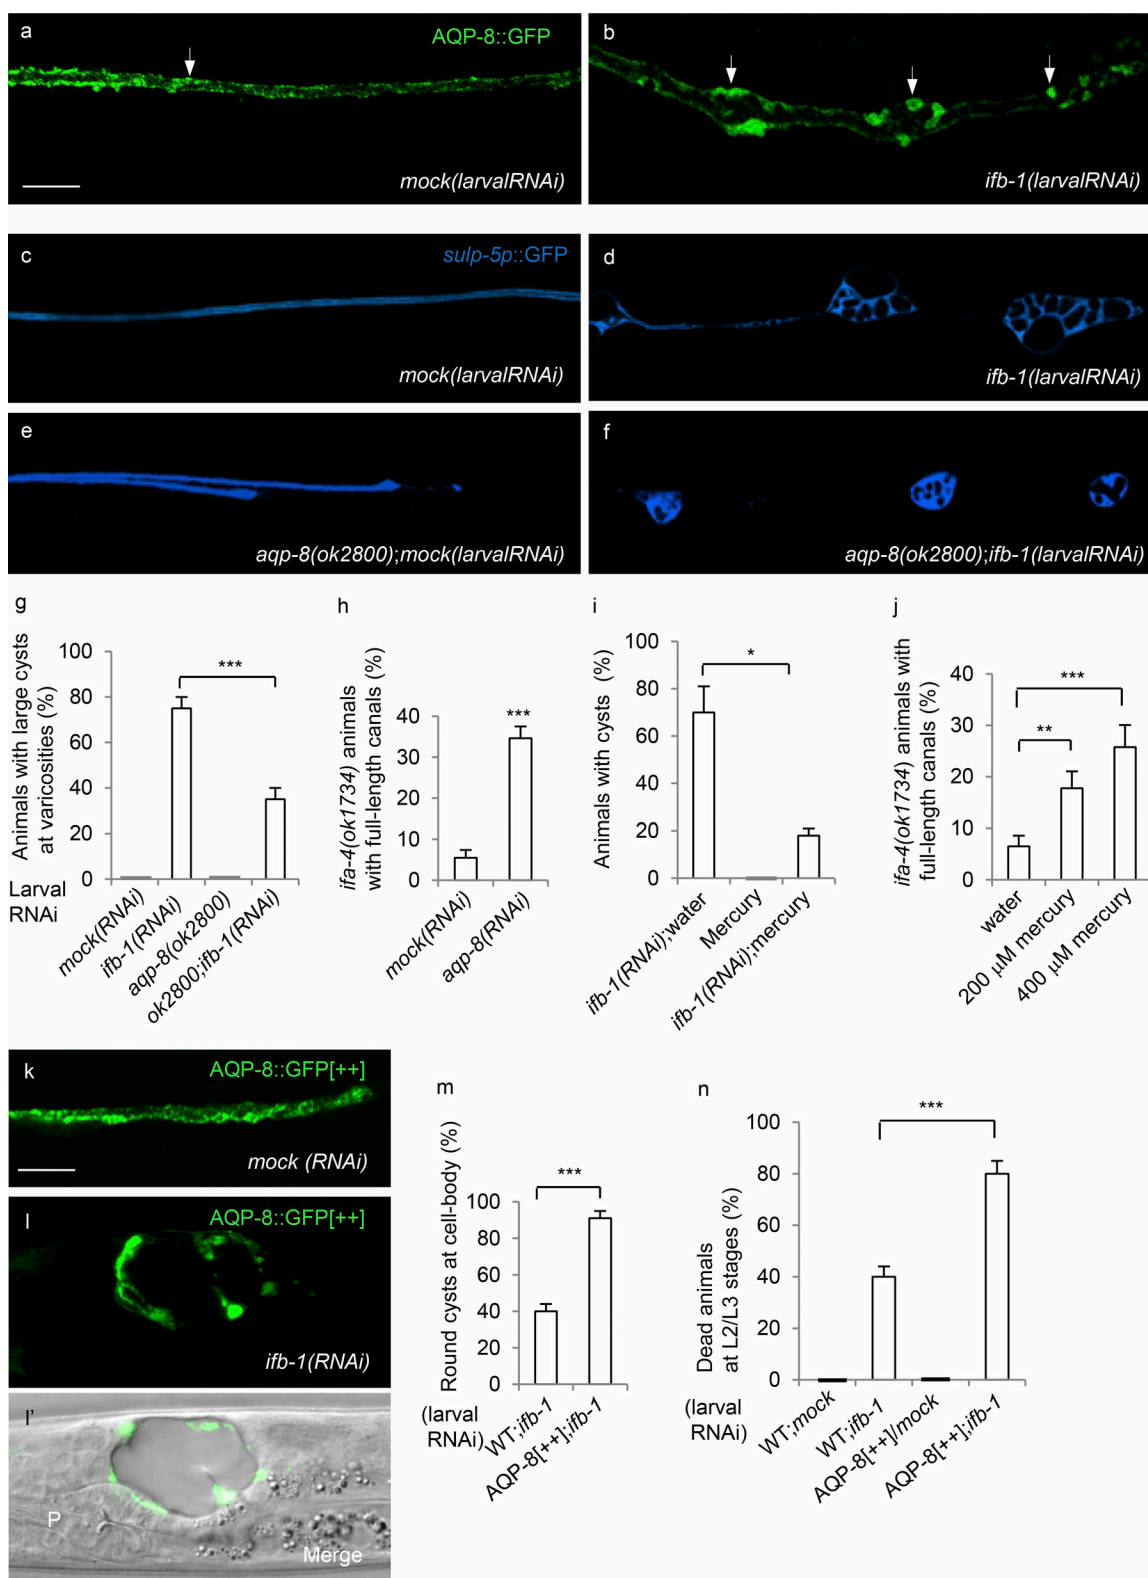 a
AQP-8::GFP
mock(larvalRNAi)
b
ifb-1(larvalRNAi)
c
sulp-5p::GFP
mock(larvalRNAi)
d
ifb-1(larvalRNAi)
e
aqp-8(ok2800);mock(larvalRNAi)
f
aqp-8(ok2800);ifb-1(larvalRNAi)
g
Animals with large cysts
at varicosities (%)
100
80
60
40
20
0
***
Larval
RNAi
mock(RNAi)
ifb-1(RNAi)
aqp-8(ok2800)
ok2800;ifb-1(RNAi)
h
ifa-4(ok1734) animals
with full-length canals (%)
40
30
20
10
0
***
mock(RNAi)
aqp-8(RNAi)
i
Animals with cysts (%)
100
80
60
40
20
0
*
ifb-1(RNAi);water
Mercury
ifb-1(RNAi);mercury
j
ifa-4(ok1734) animals with
full-length canals (%)
40
30
20
10
0
***
**
water
200 µM mercury
400 µM mercury
k
AQP-8::GFP[++]
mock (RNAi)
l
AQP-8::GFP[++]
ifb-1(RNAi)
l'
P
Merge
m
Round cysts at cell-body (%)
100
80
60
40
20
0
***
(larval
RNAi)
WT;ifb-1
AQP-8[++];ifb-1
n
Dead animals
at L2/L3 stages (%)
100
80
60
40
20
0
***
(larval
RNAi)
WT;mock
WT;ifb-1
AQP-8[++]/mock
AQP-8[++];ifb-1